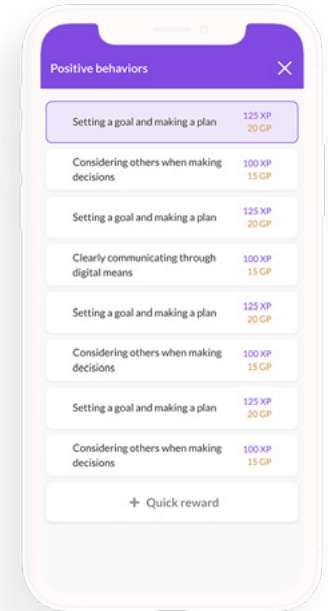 Positive behaviors
Setting a goal and making a plan
125 XP
20 GP
Considering others when making
decisions
100 XP
15 GP
Setting a goal and making a plan
125 XP
20 GP
Clearly communicating through
digital means
100 XP
15 GP
Setting a goal and making a plan
125 XP
20 GP
Considering others when making
decisions
100 XP
15 GP
Setting a goal and making a plan
125 XP
20 GP
Considering others when making
decisions
100 XP
15 GP
+ Quick reward